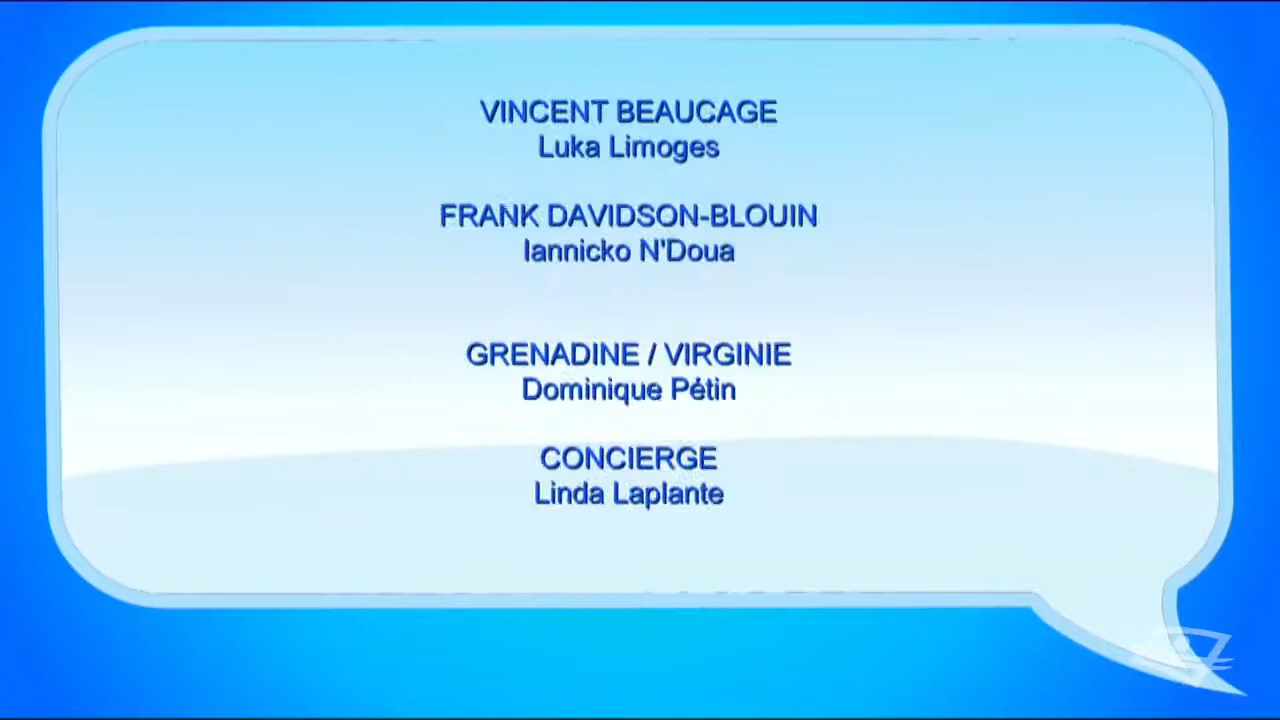 VINCENT BEAUCAGE
Luka Limoges
FRANK DAVIDSON-BLOUIN
Iannicko N'Doua
GRENADINE / VIRGINIE
Dominique Pétin
CONCIERGE
Linda Laplante